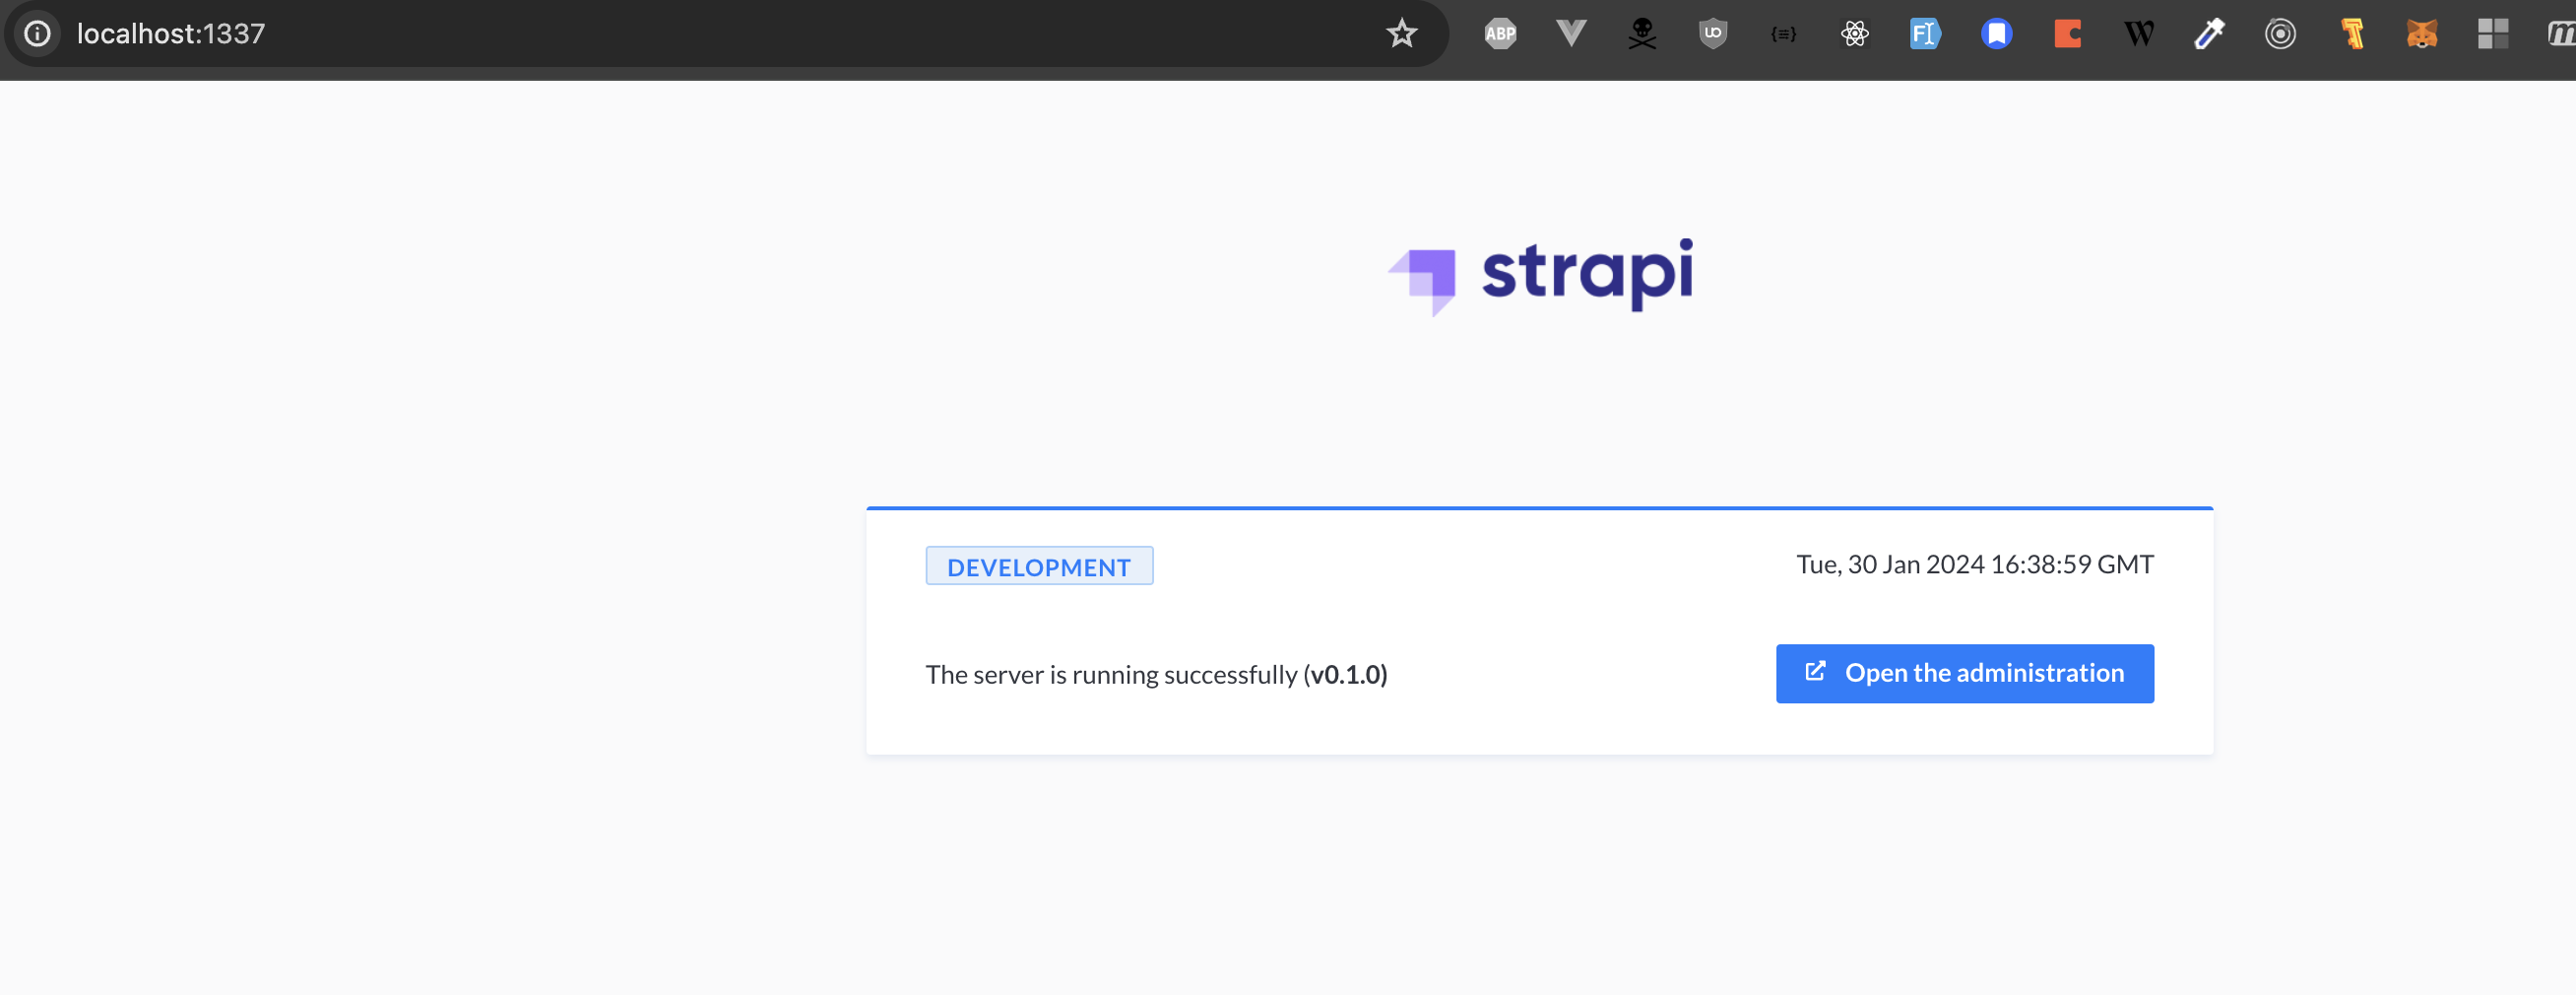 localhost:1337
ABP
UO
{≡}
F
W
strapi
DEVELOPMENT
Tue, 30 Jan 2024 16:38:59 GMT
The server is running successfully (v0.1.0)
Open the administration